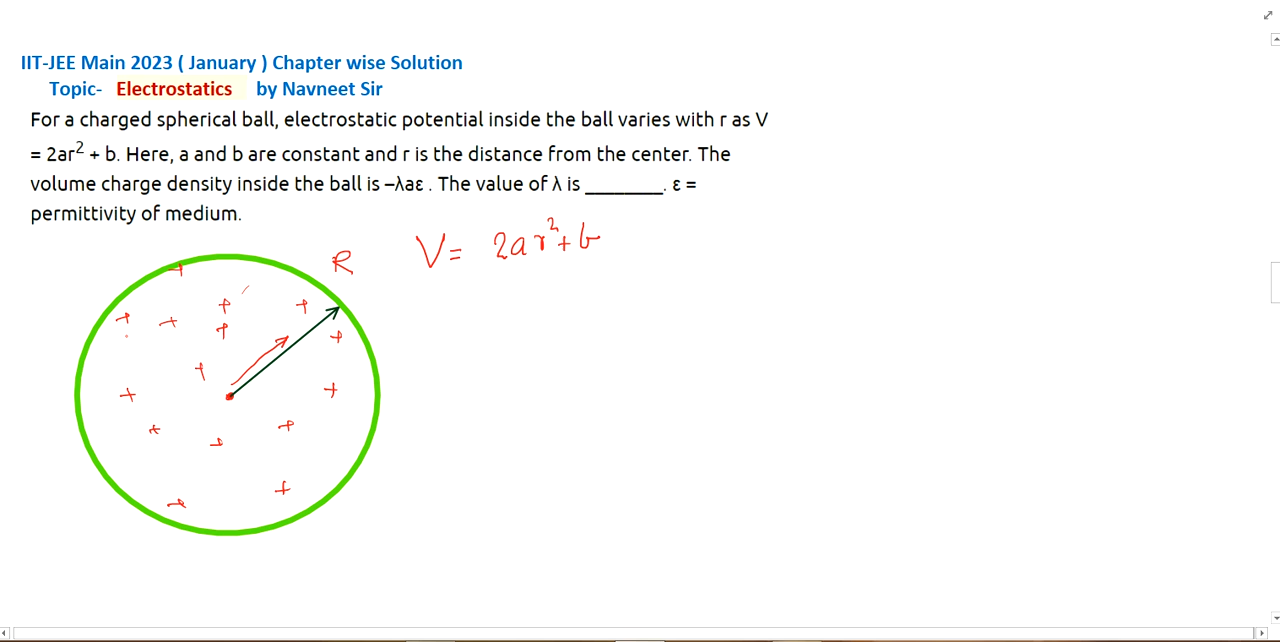 IIT-JEE Main 2023 ( January ) Chapter wise Solution
Topic- Electrostatics by Navneet Sir
For a charged spherical ball, electrostatic potential inside the ball varies with r as V
= 2ar² + b. Here, a and b are constant and r is the distance from the center. The
volume charge density inside the ball is –λaε . The value of λ is ________. ε =
permittivity of medium.
V= 2ar²+b
R